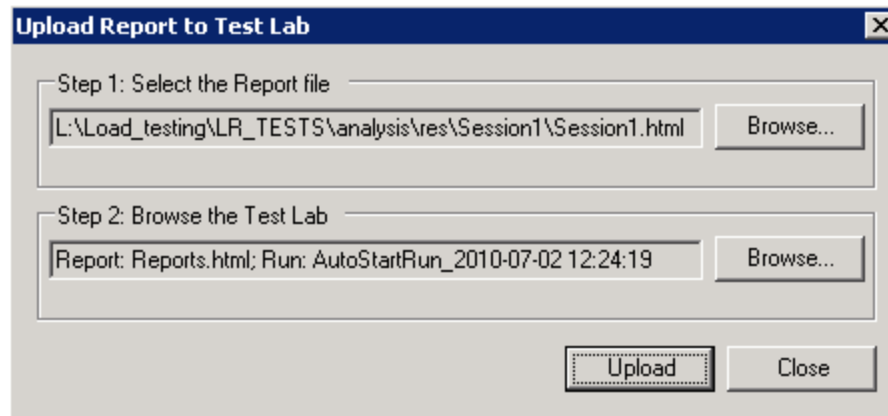 Upload Report to Test Lab
Step 1: Select the Report file
L:\Load_testing\LR_TESTS\analysis\res\Session1\Session1.html
Browse...
Step 2: Browse the Test Lab
Report: Reports.html; Run: AutoStartRun_2010-07-02 12:24:19
Browse...
Upload
Close